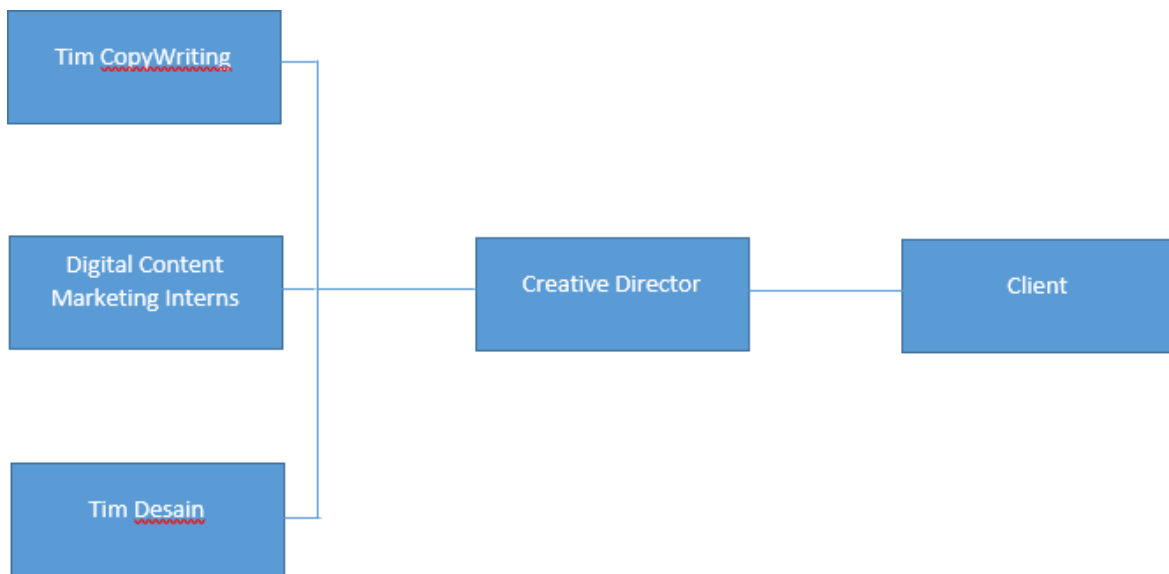 Tim CopyWriting
Digital Content
Marketing Interns
Creative Director
Client
Tim Desain